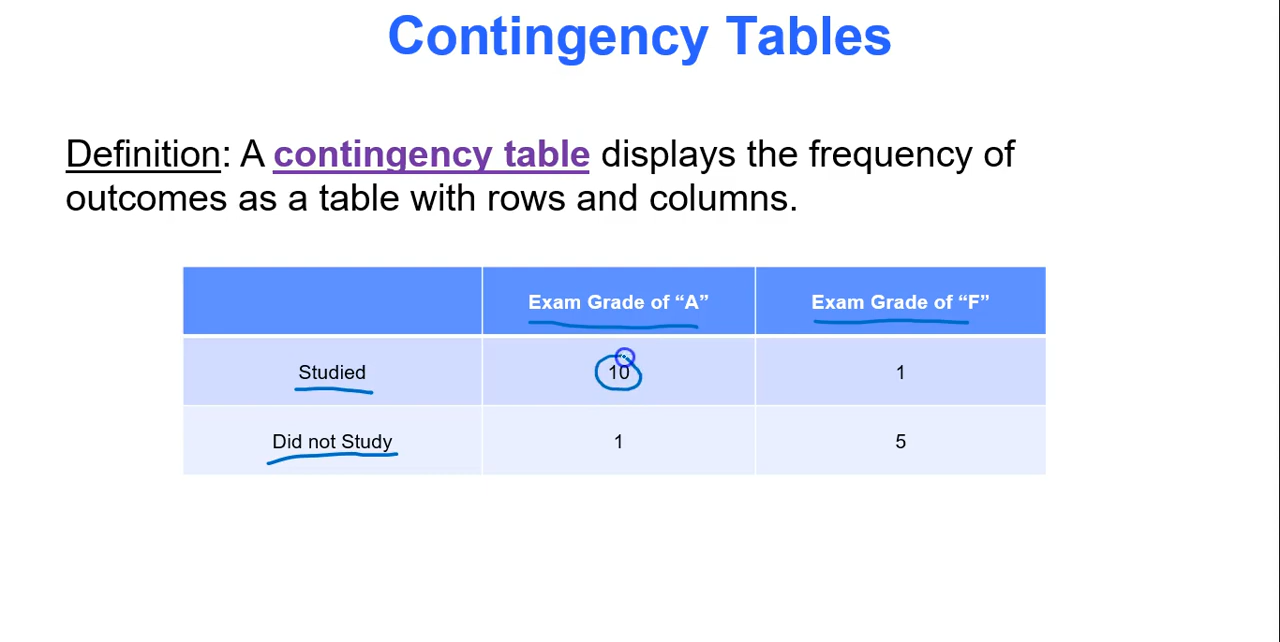 Contingency Tables
Definition: A contingency table displays the frequency of
outcomes as a table with rows and columns.
Exam Grade of “A” Exam Grade of “F”
Studied 10 1
Did not Study 1 5